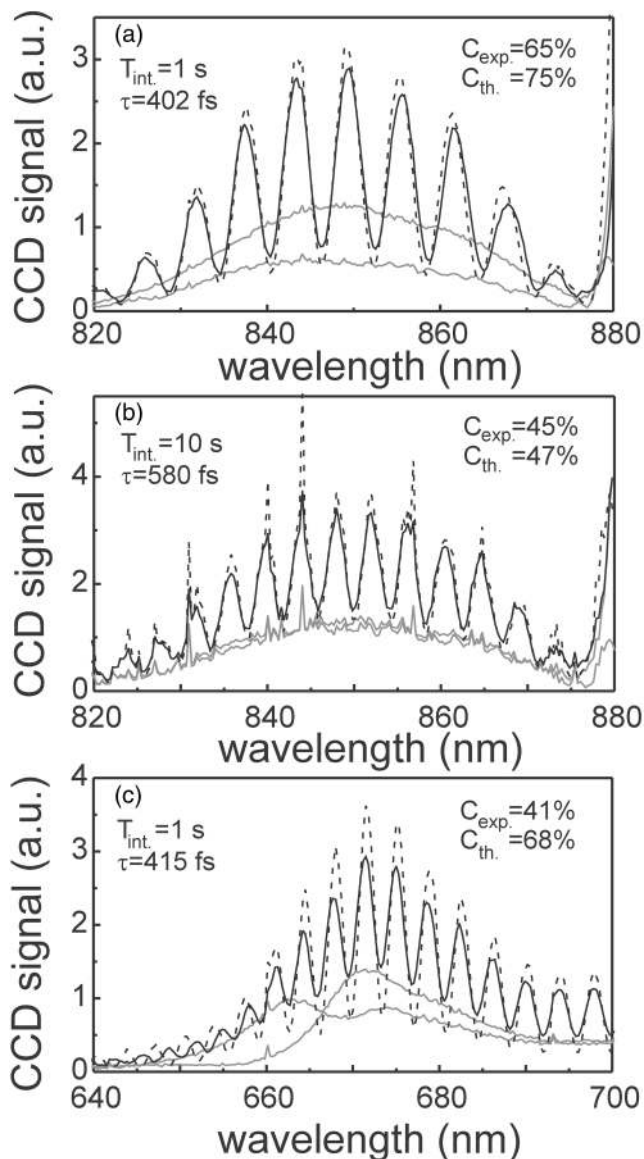 (a)
T_int.=1 s
τ=402 fs
C_exp.=65%
C_th.=75%
CCD signal (a.u.)
3
2
1
0
820 840 860 880
wavelength (nm)
(b)
T_int.=10 s
τ=580 fs
C_exp.=45%
C_th.=47%
CCD signal (a.u.)
4
2
0
820 840 860 880
wavelength (nm)
(c)
T_int.=1 s
τ=415 fs
C_exp.=41%
C_th.=68%
CCD signal (a.u.)
4
3
2
1
0
640 660 680 700
wavelength (nm)